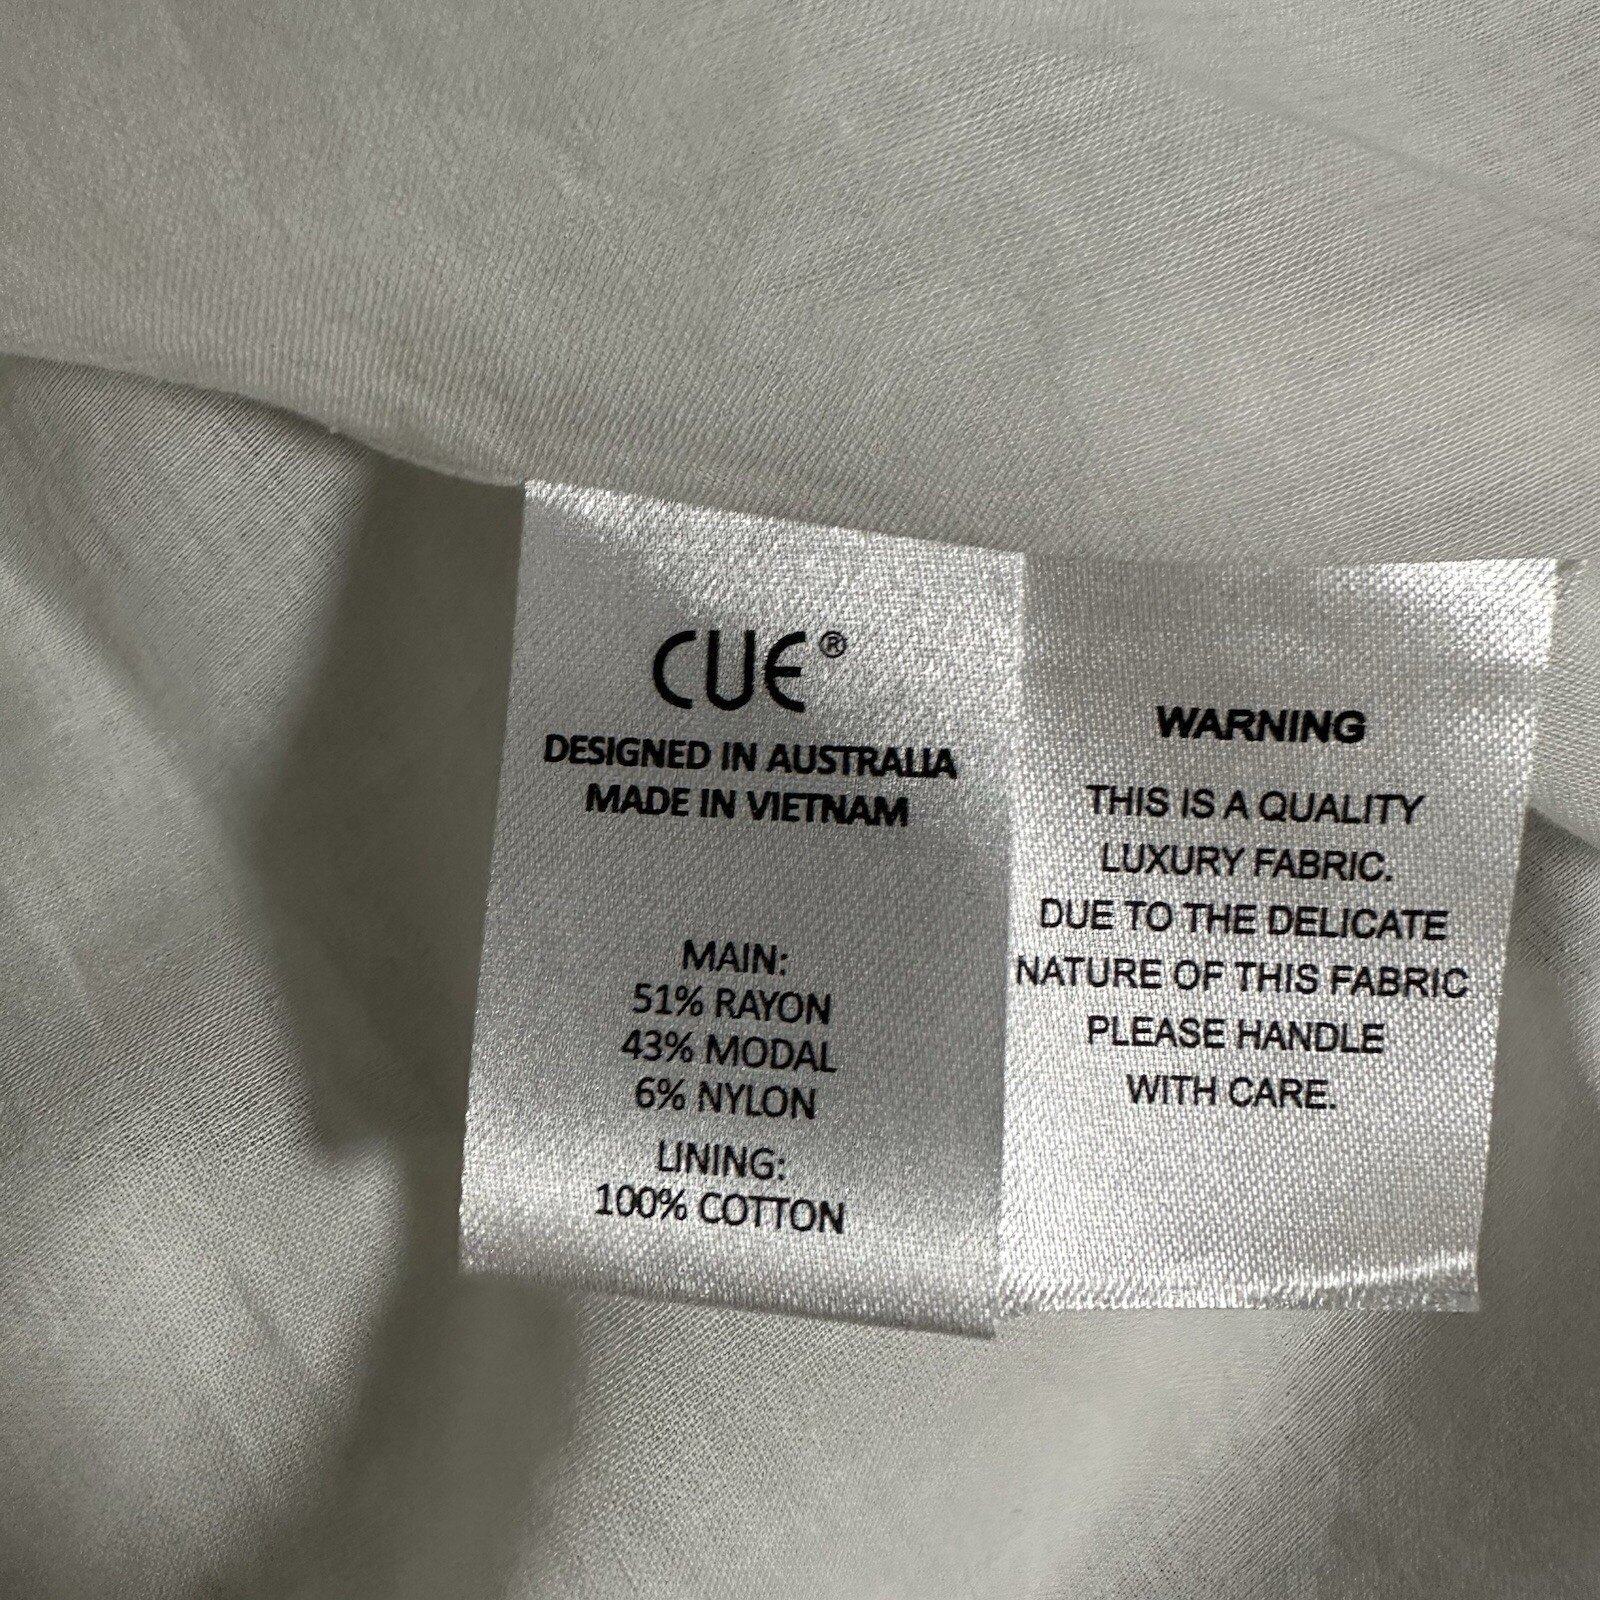 CUE®
DESIGNED IN AUSTRALIA
MADE IN VIETNAM
MAIN:
51% RAYON
43% MODAL
6% NYLON
LINING:
100% COTTON
WARNING
THIS IS A QUALITY
LUXURY FABRIC.
DUE TO THE DELICATE
NATURE OF THIS FABRIC
PLEASE HANDLE
WITH CARE.